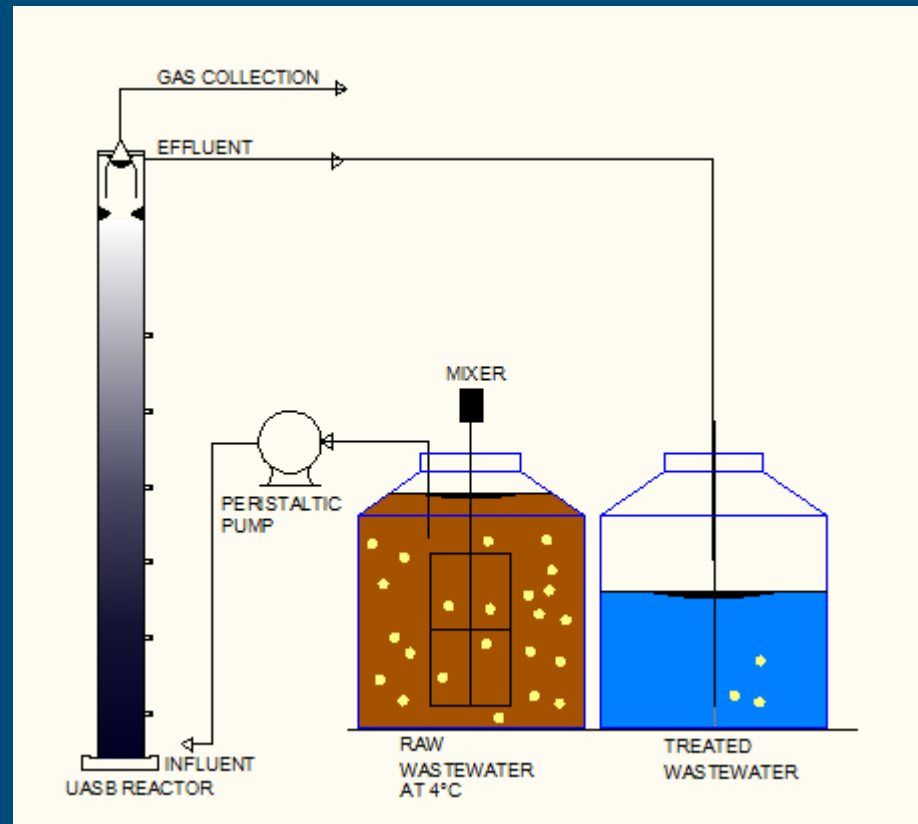 GAS COLLECTION
EFFLUENT
MIXER
PERISTALTIC
PUMP
INFLUENT
UASB REACTOR
RAW
WASTEWATER
AT 4°C
TREATED
WASTEWATER